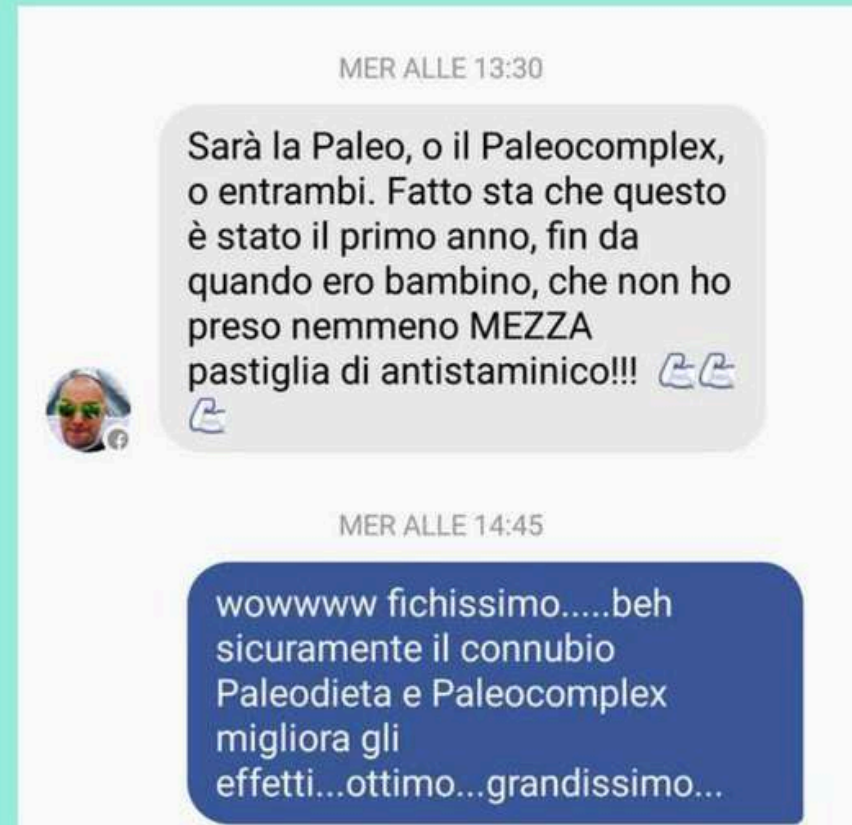 MER ALLE 13:30
Sarà la Paleo, o il Paleocomplex,
o entrambi. Fatto sta che questo
è stato il primo anno, fin da
quando ero bambino, che non ho
preso nemmeno MEZZA
pastiglia di antistaminico!!! 💪💪
💪
MER ALLE 14:45
wowwww fichissimo.....beh
sicuramente il connubio
Paleodieta e Paleocomplex
migliora gli
effetti...ottimo...grandissimo...